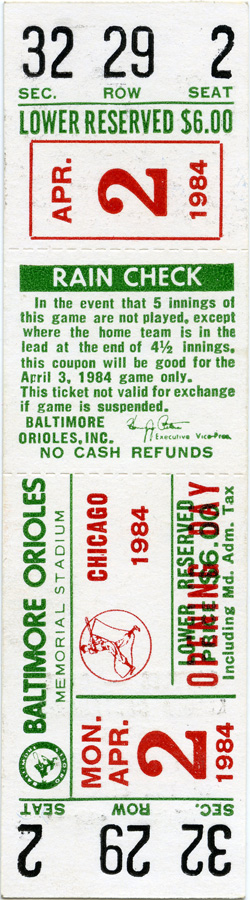 32 29 2
SEC. ROW SEAT
LOWER RESERVED $6.00
APR. 2 1984
RAIN CHECK
In the event that 5 innings of
this game are not played, except
where the home team is in the
lead at the end of 4½ innings,
this coupon will be good for the
April 3, 1984 game only.
This ticket not valid for exchange
if game is suspended.
BALTIMORE
ORIOLES, INC. Executive Vice-Pres.
NO CASH REFUNDS
BALTIMORE ORIOLES
MEMORIAL STADIUM
CHICAGO
1984
LOWER RESERVED
PRICE $6.00
OPENING DAY
Including Md. Adm. Tax
MON.
APR. 2
1984
SEC. ROW SEAT
32 29 2